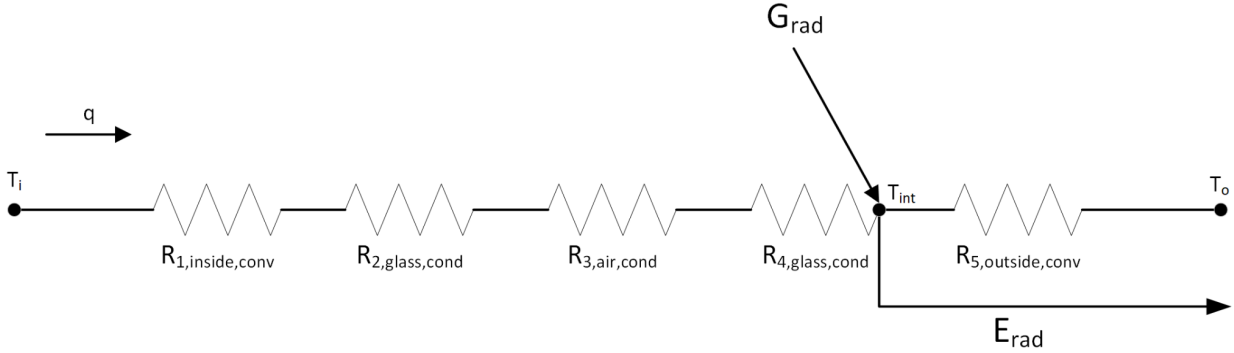 G_rad
q
T_i
T_int
T_o
R_1,inside,conv
R_2,glass,cond
R_3,air,cond
R_4,glass,cond
R_5,outside,conv
E_rad